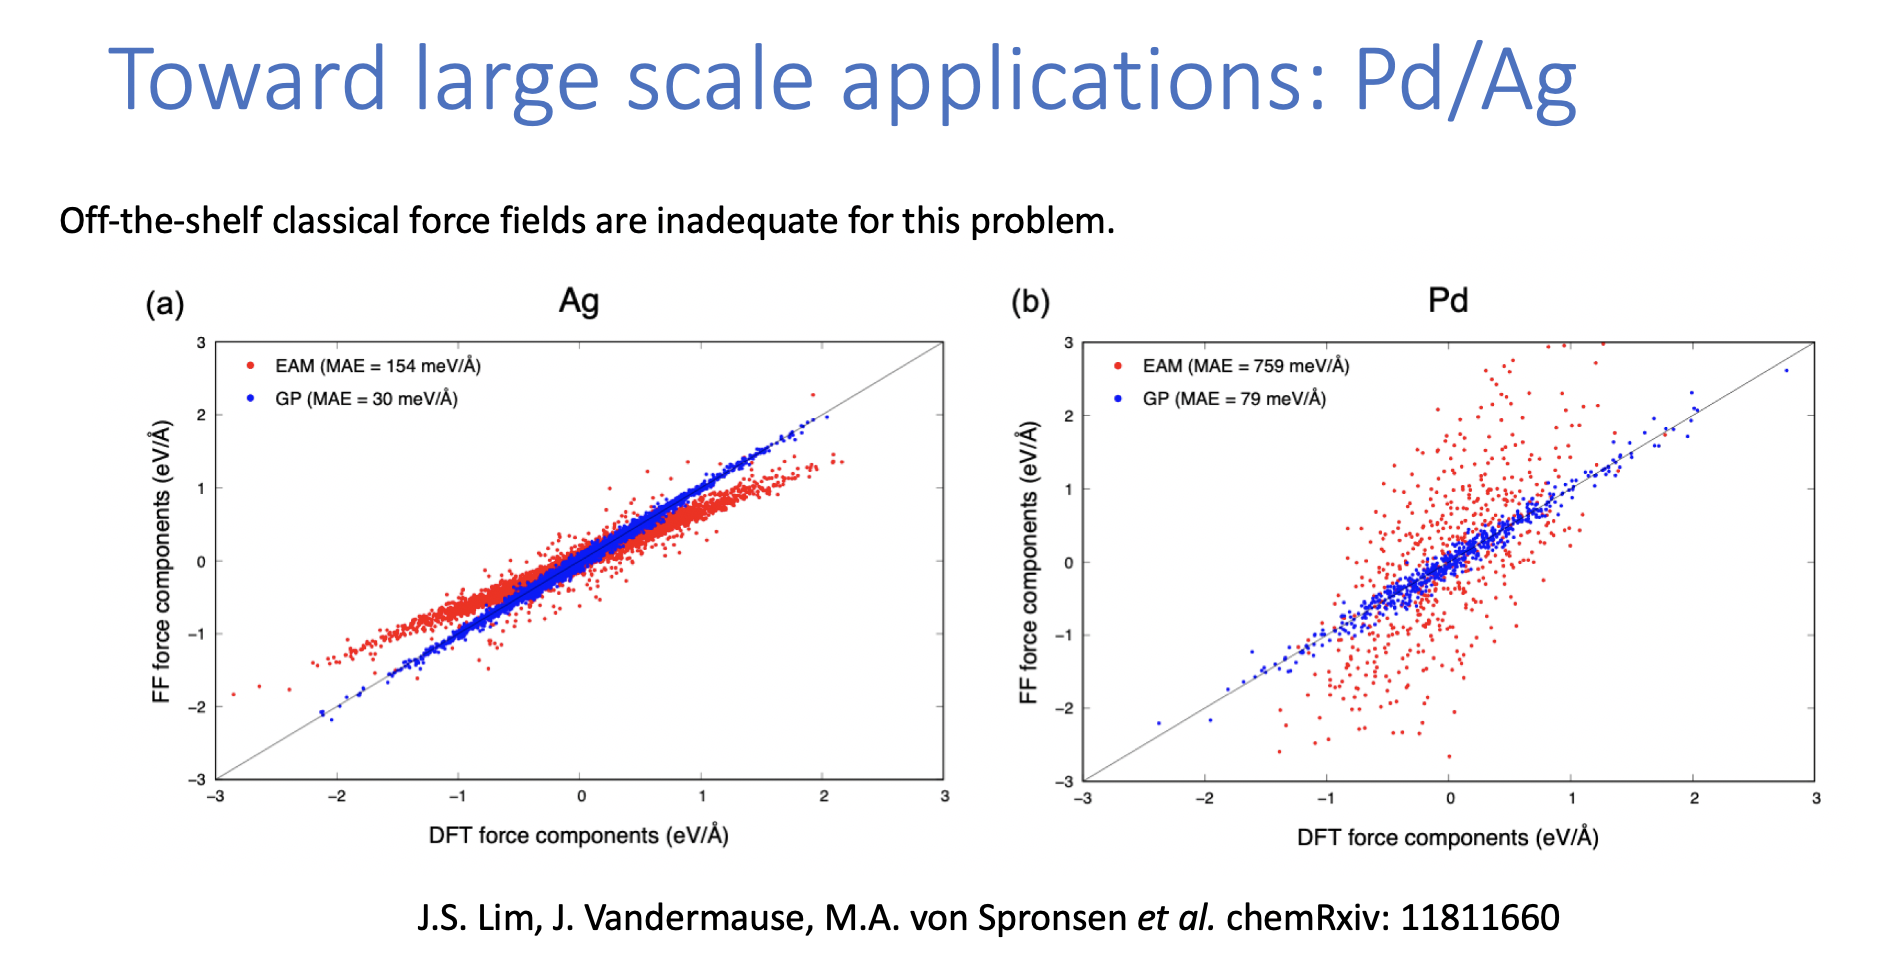 Toward large scale applications: Pd/Ag
Off-the-shelf classical force fields are inadequate for this problem.
(a)
Ag
EAM (MAE = 154 meV/Å)
GP (MAE = 30 meV/Å)
FF force components (eV/Å)
3
2
1
0
−1
−2
−3
−3 −2 −1 0 1 2 3
DFT force components (eV/Å)
(b)
Pd
EAM (MAE = 759 meV/Å)
GP (MAE = 79 meV/Å)
FF force components (eV/Å)
3
2
1
0
−1
−2
−3
−3 −2 −1 0 1 2 3
DFT force components (eV/Å)
J.S. Lim, J. Vandermause, M.A. von Spronsen et al. chemRxiv: 11811660